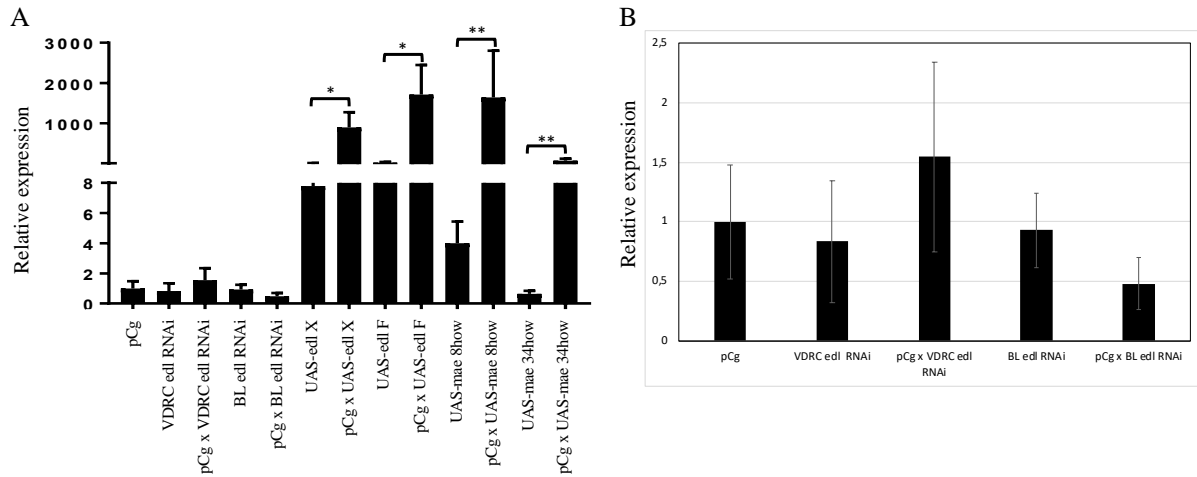 A
Relative expression
3000
2000
1000
8
6
4
2
0
*
*
**
**
pCg
VDRC edl RNAi
pCg x VDRC edl RNAi
BL edl RNAi
pCg x BL edl RNAi
UAS-edl X
pCg x UAS-edl X
UAS-edl F
pCg x UAS-edl F
UAS-mae 8how
pCg x UAS-mae 8how
UAS-mae 34how
pCg x UAS-mae 34how
B
Relative expression
2,5
2
1,5
1
0,5
0
pCg
VDRC edl RNAi
pCg x VDRC edl
RNAi
BL edl RNAi
pCg x BL edl RNAi